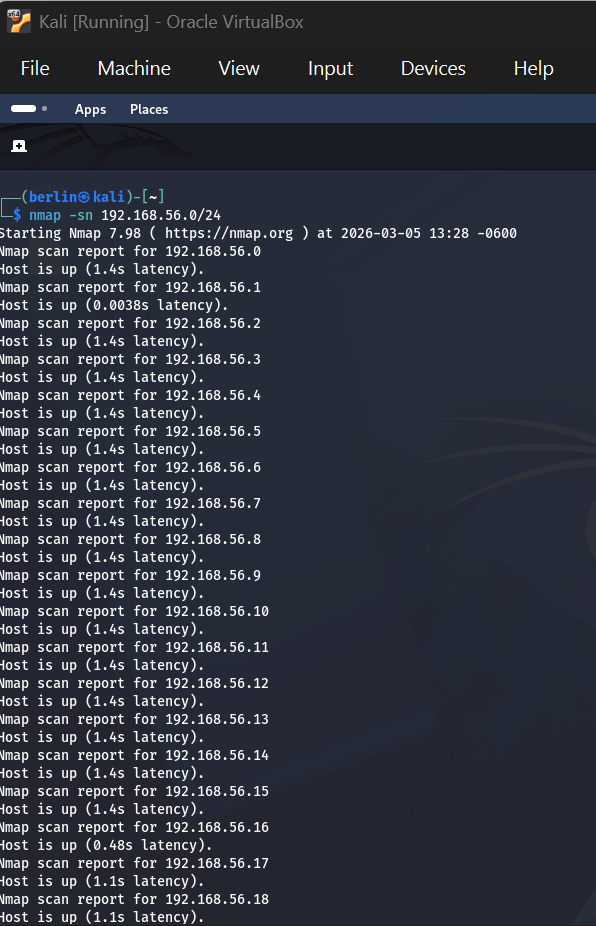 Kali [Running] - Oracle VirtualBox
File Machine View Input Devices Help
Apps Places
┌──(berlin㉿kali)-[~]
└─$ nmap -sn 192.168.56.0/24
Starting Nmap 7.98 ( https://nmap.org ) at 2026-03-05 13:28 -0600
Nmap scan report for 192.168.56.0
Host is up (1.4s latency).
Nmap scan report for 192.168.56.1
Host is up (0.0038s latency).
Nmap scan report for 192.168.56.2
Host is up (1.4s latency).
Nmap scan report for 192.168.56.3
Host is up (1.4s latency).
Nmap scan report for 192.168.56.4
Host is up (1.4s latency).
Nmap scan report for 192.168.56.5
Host is up (1.4s latency).
Nmap scan report for 192.168.56.6
Host is up (1.4s latency).
Nmap scan report for 192.168.56.7
Host is up (1.4s latency).
Nmap scan report for 192.168.56.8
Host is up (1.4s latency).
Nmap scan report for 192.168.56.9
Host is up (1.4s latency).
Nmap scan report for 192.168.56.10
Host is up (1.4s latency).
Nmap scan report for 192.168.56.11
Host is up (1.4s latency).
Nmap scan report for 192.168.56.12
Host is up (1.4s latency).
Nmap scan report for 192.168.56.13
Host is up (1.4s latency).
Nmap scan report for 192.168.56.14
Host is up (1.4s latency).
Nmap scan report for 192.168.56.15
Host is up (1.4s latency).
Nmap scan report for 192.168.56.16
Host is up (0.48s latency).
Nmap scan report for 192.168.56.17
Host is up (1.1s latency).
Nmap scan report for 192.168.56.18
Host is up (1.1s latency).